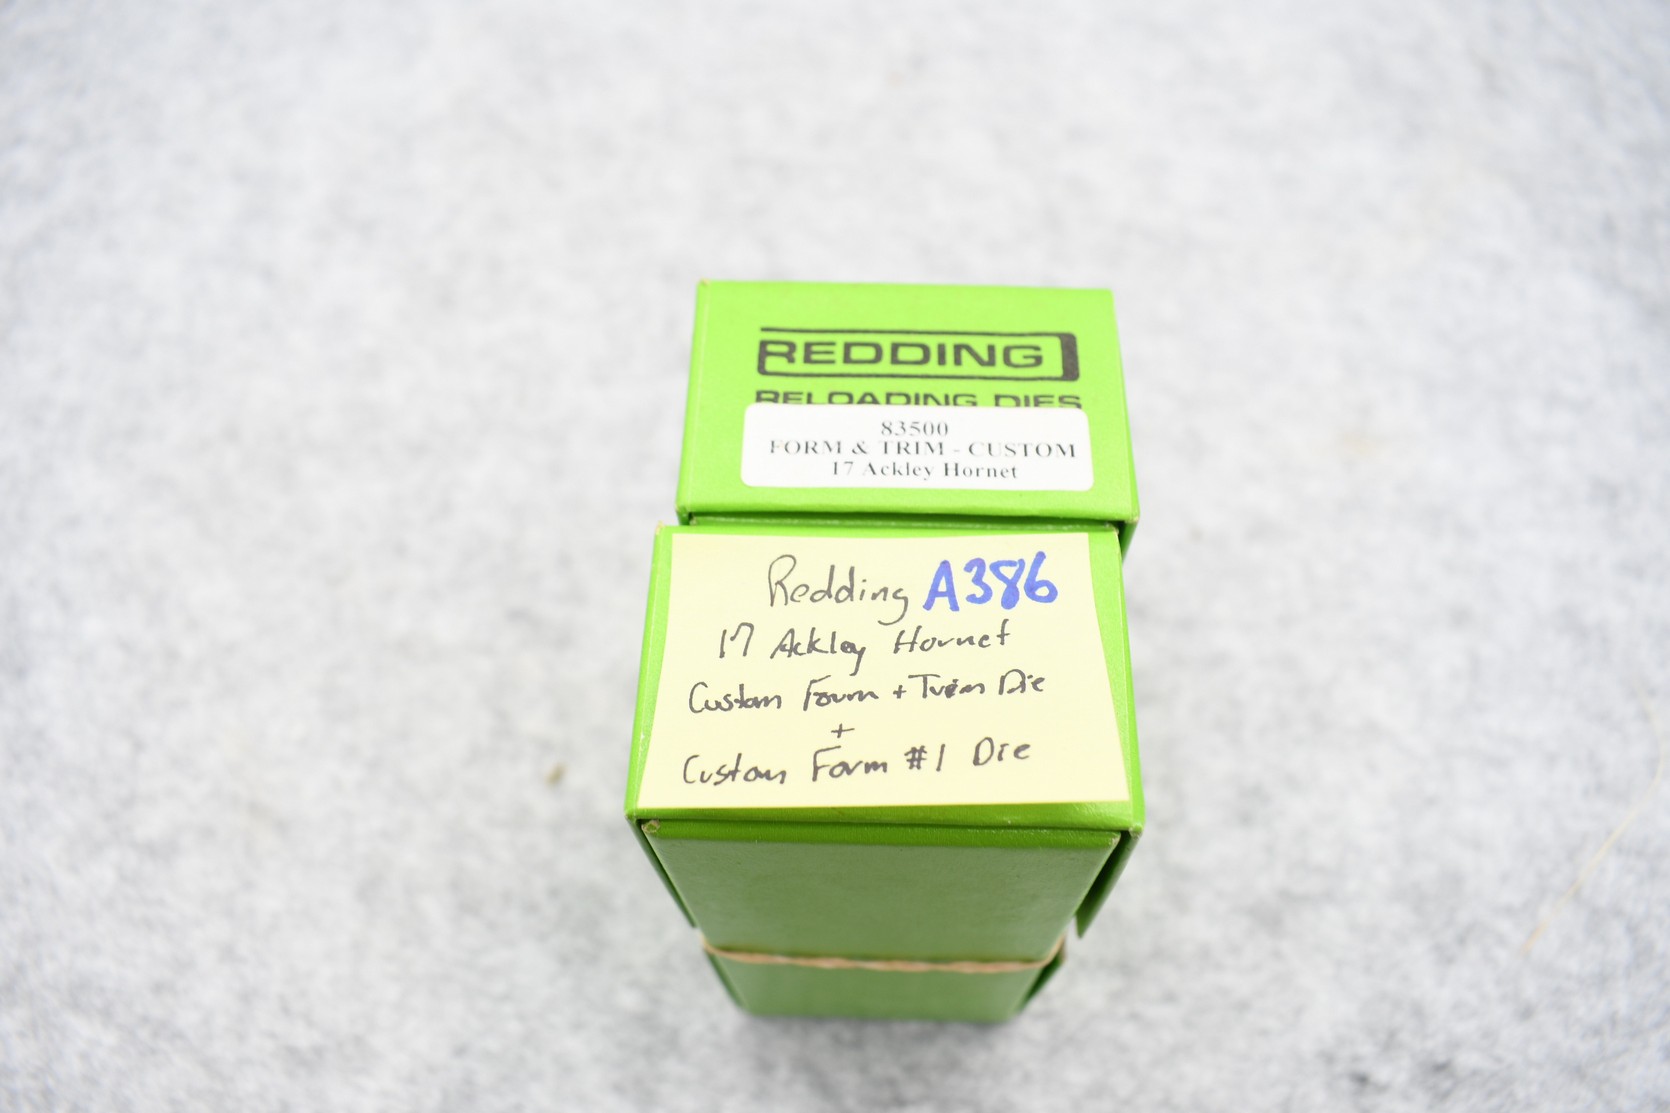 REDDING
RELOADING DIES
83500
FORM & TRIM - CUSTOM
17 Ackley Hornet
Redding A386
17 Ackley Hornet
Custom Form + Trim Die
+
Custom Form #1 Die